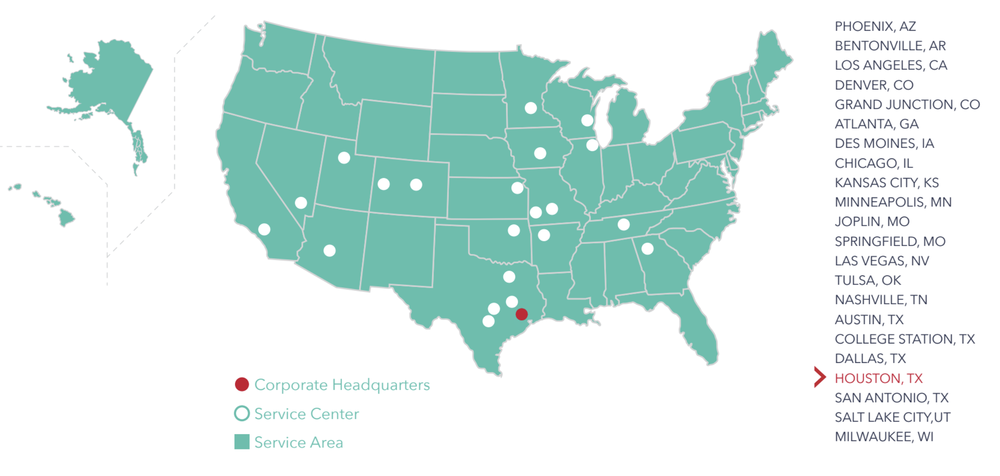 PHOENIX, AZ
BENTONVILLE, AR
LOS ANGELES, CA
DENVER, CO
GRAND JUNCTION, CO
ATLANTA, GA
DES MOINES, IA
CHICAGO, IL
KANSAS CITY, KS
MINNEAPOLIS, MN
JOPLIN, MO
SPRINGFIELD, MO
LAS VEGAS, NV
TULSA, OK
NASHVILLE, TN
AUSTIN, TX
COLLEGE STATION, TX
DALLAS, TX
HOUSTON, TX
SAN ANTONIO, TX
SALT LAKE CITY,UT
MILWAUKEE, WI
Corporate Headquarters
Service Center
Service Area